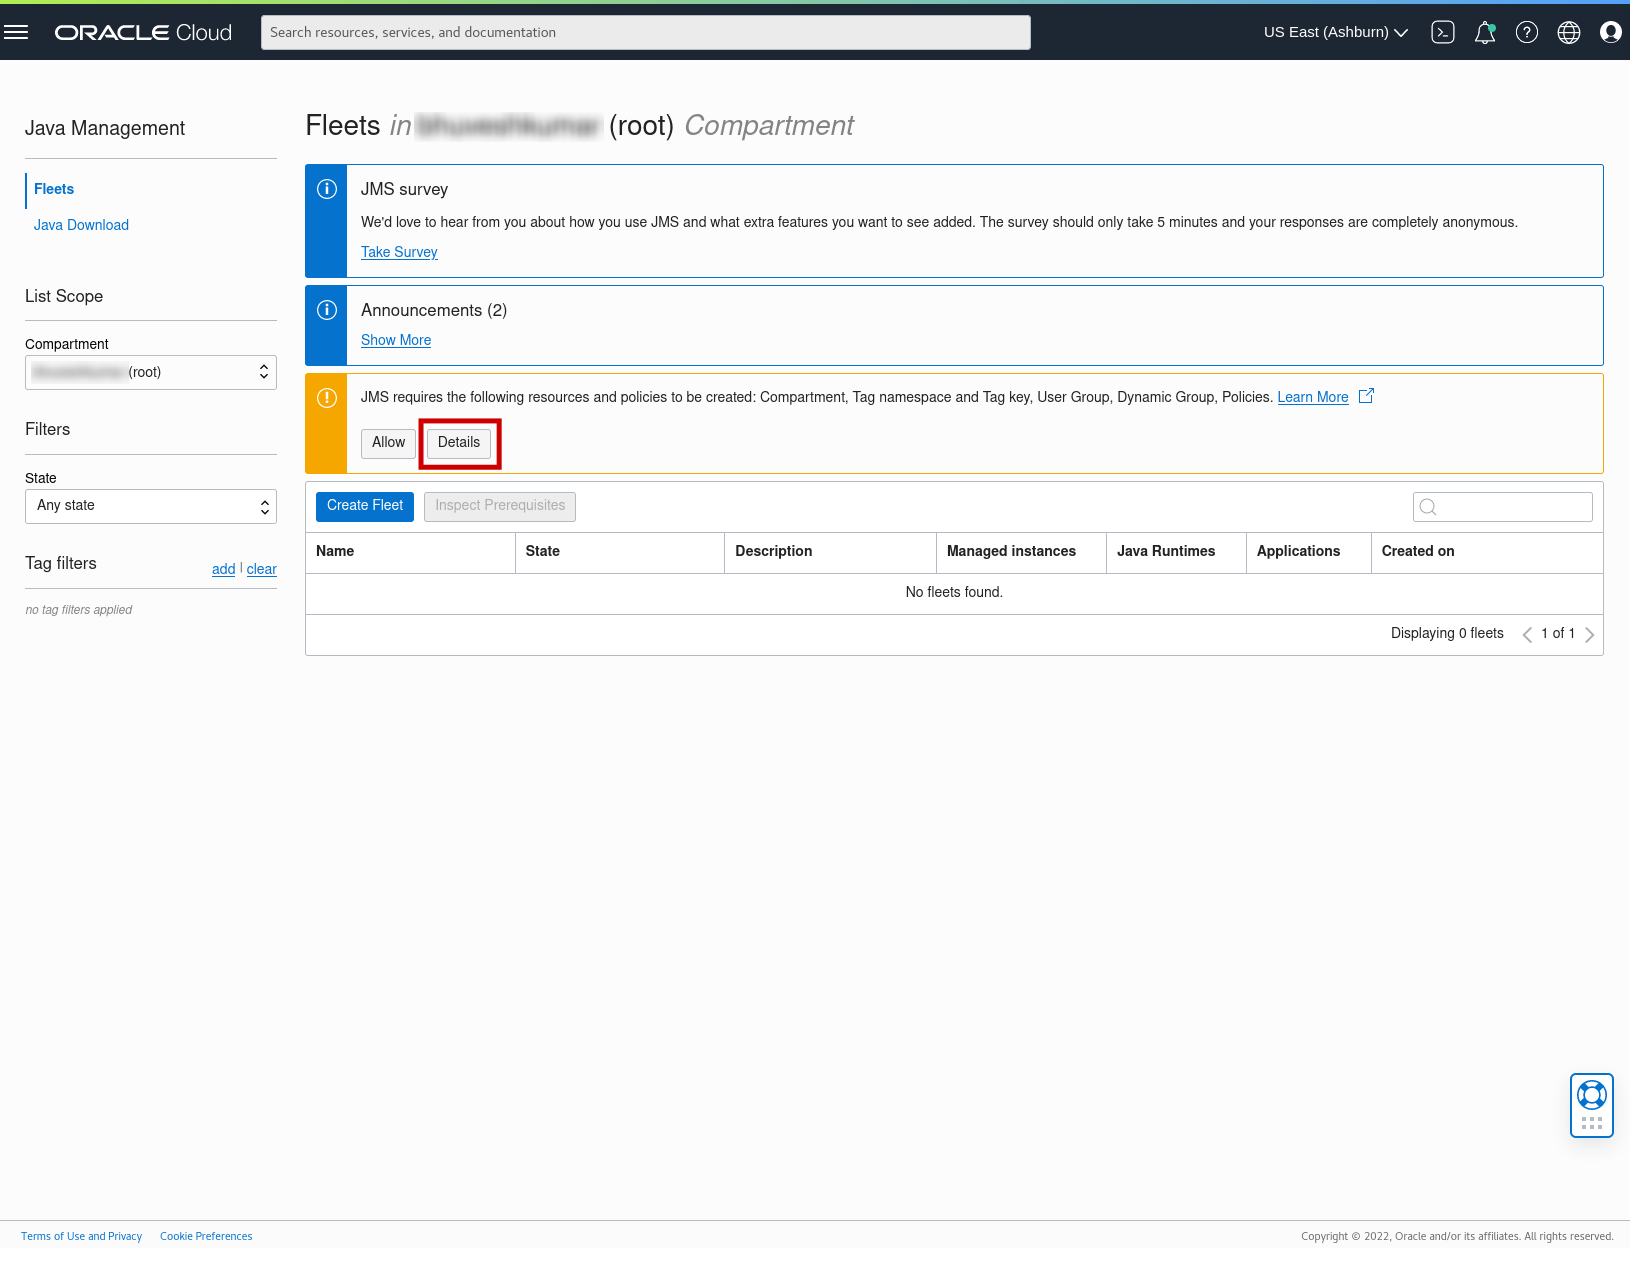 ORACLE Cloud
Search resources, services, and documentation
US East (Ashburn)
Java Management
Fleets
Java Download
List Scope
Compartment
(root)
Filters
State
Any state
Tag filters
add | clear
no tag filters applied
Fleets in (root) Compartment
JMS survey
We'd love to hear from you about how you use JMS and what extra features you want to see added. The survey should only take 5 minutes and your responses are completely anonymous.
Take Survey
Announcements (2)
Show More
JMS requires the following resources and policies to be created: Compartment, Tag namespace and Tag key, User Group, Dynamic Group, Policies. Learn More
Allow Details
Create Fleet Inspect Prerequisites
Name State Description Managed instances Java Runtimes Applications Created on
No fleets found.
Displaying 0 fleets 1 of 1
Terms of Use and Privacy Cookie Preferences
Copyright © 2022, Oracle and/or its affiliates. All rights reserved.